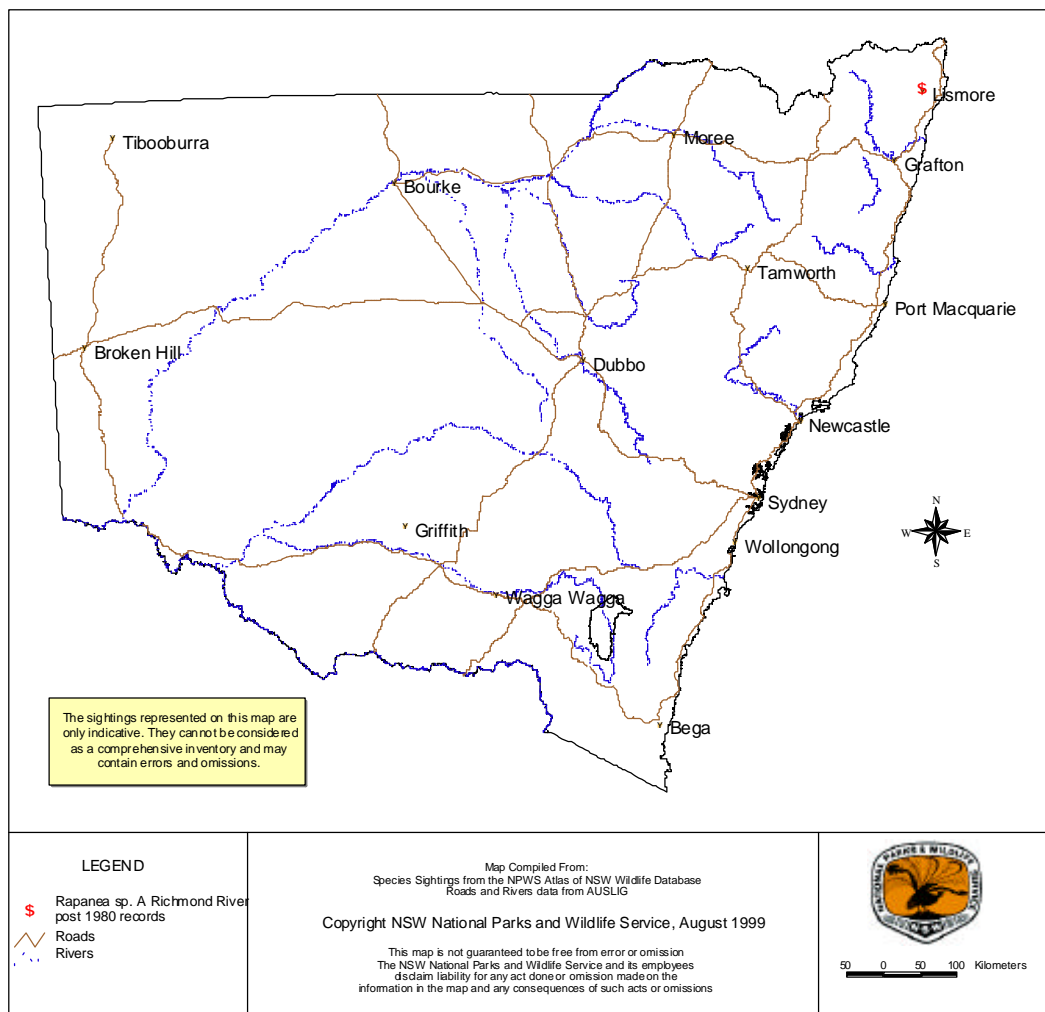 $
Lismore
Tibooburra
Moree
Grafton
Bourke
Tamworth
Port Macquarie
Broken Hill
Dubbo
Newcastle
Sydney
Griffith
Wollongong
N
W
E
S
Wagga Wagga
Bega
The sightings represented on this map are
only indicative. They cannot be considered
as a comprehensive inventory and may
contain errors and omissions.
LEGEND
$ Rapanea sp. A Richmond River
post 1980 records
Roads
Rivers
Map Compiled From:
Species Sightings from the NPWS Atlas of NSW Wildlife Database
Roads and Rivers data from AUSLIG
Copyright NSW National Parks and Wildlife Service, August 1999
This map is not guaranteed to be free from error or omission
The NSW National Parks and Wildlife Service and its employees
disclaim liability for any act done or omission made on the
information in the map and any consequences of such acts or omissions
NATIONAL PARKS & WILDLIFE SERVICE
50 0 50 100 Kilometers